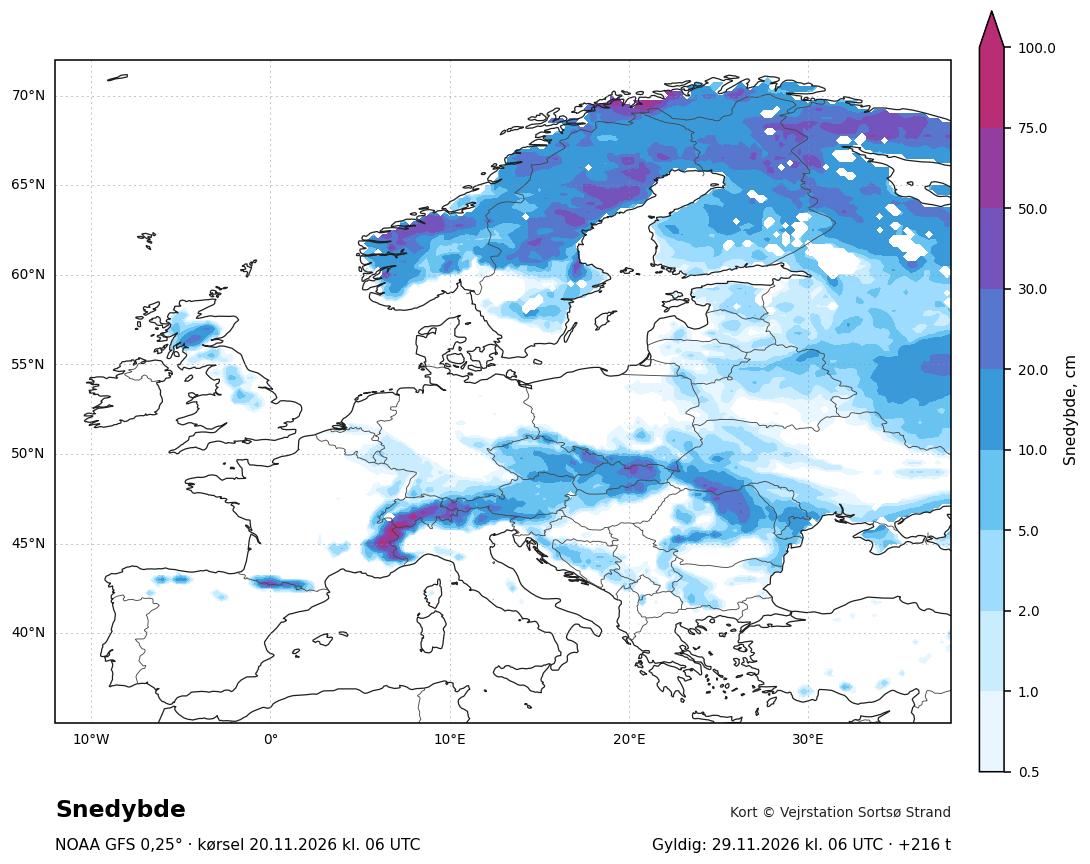 100.0
75.0
50.0
30.0
20.0
10.0
5.0
2.0
1.0
0.5
Snedybde, cm
70°N
65°N
60°N
55°N
50°N
45°N
40°N
10°W 0° 10°E 20°E 30°E
Snedybde
Kort © Vejrstation Sortsø Strand
NOAA GFS 0,25° · kørsel 20.11.2026 kl. 06 UTC
Gyldig: 29.11.2026 kl. 06 UTC · +216 t